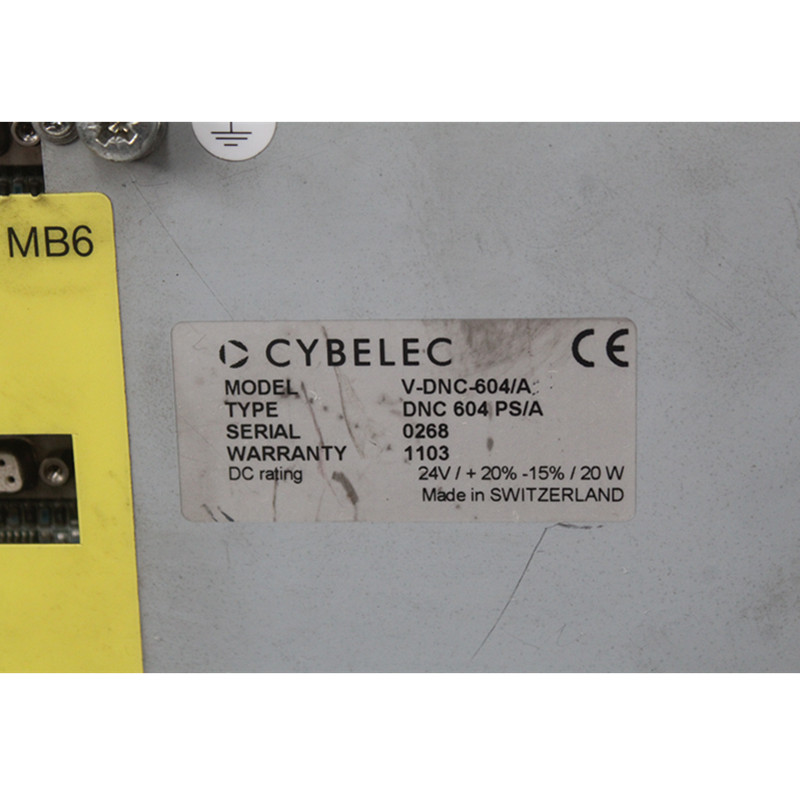 MB6
CYBELEC CE
MODEL V-DNC-604/A
TYPE DNC 604 PS/A
SERIAL 0268
WARRANTY 1103
DC rating 24V / + 20% -15% / 20 W
Made in SWITZERLAND